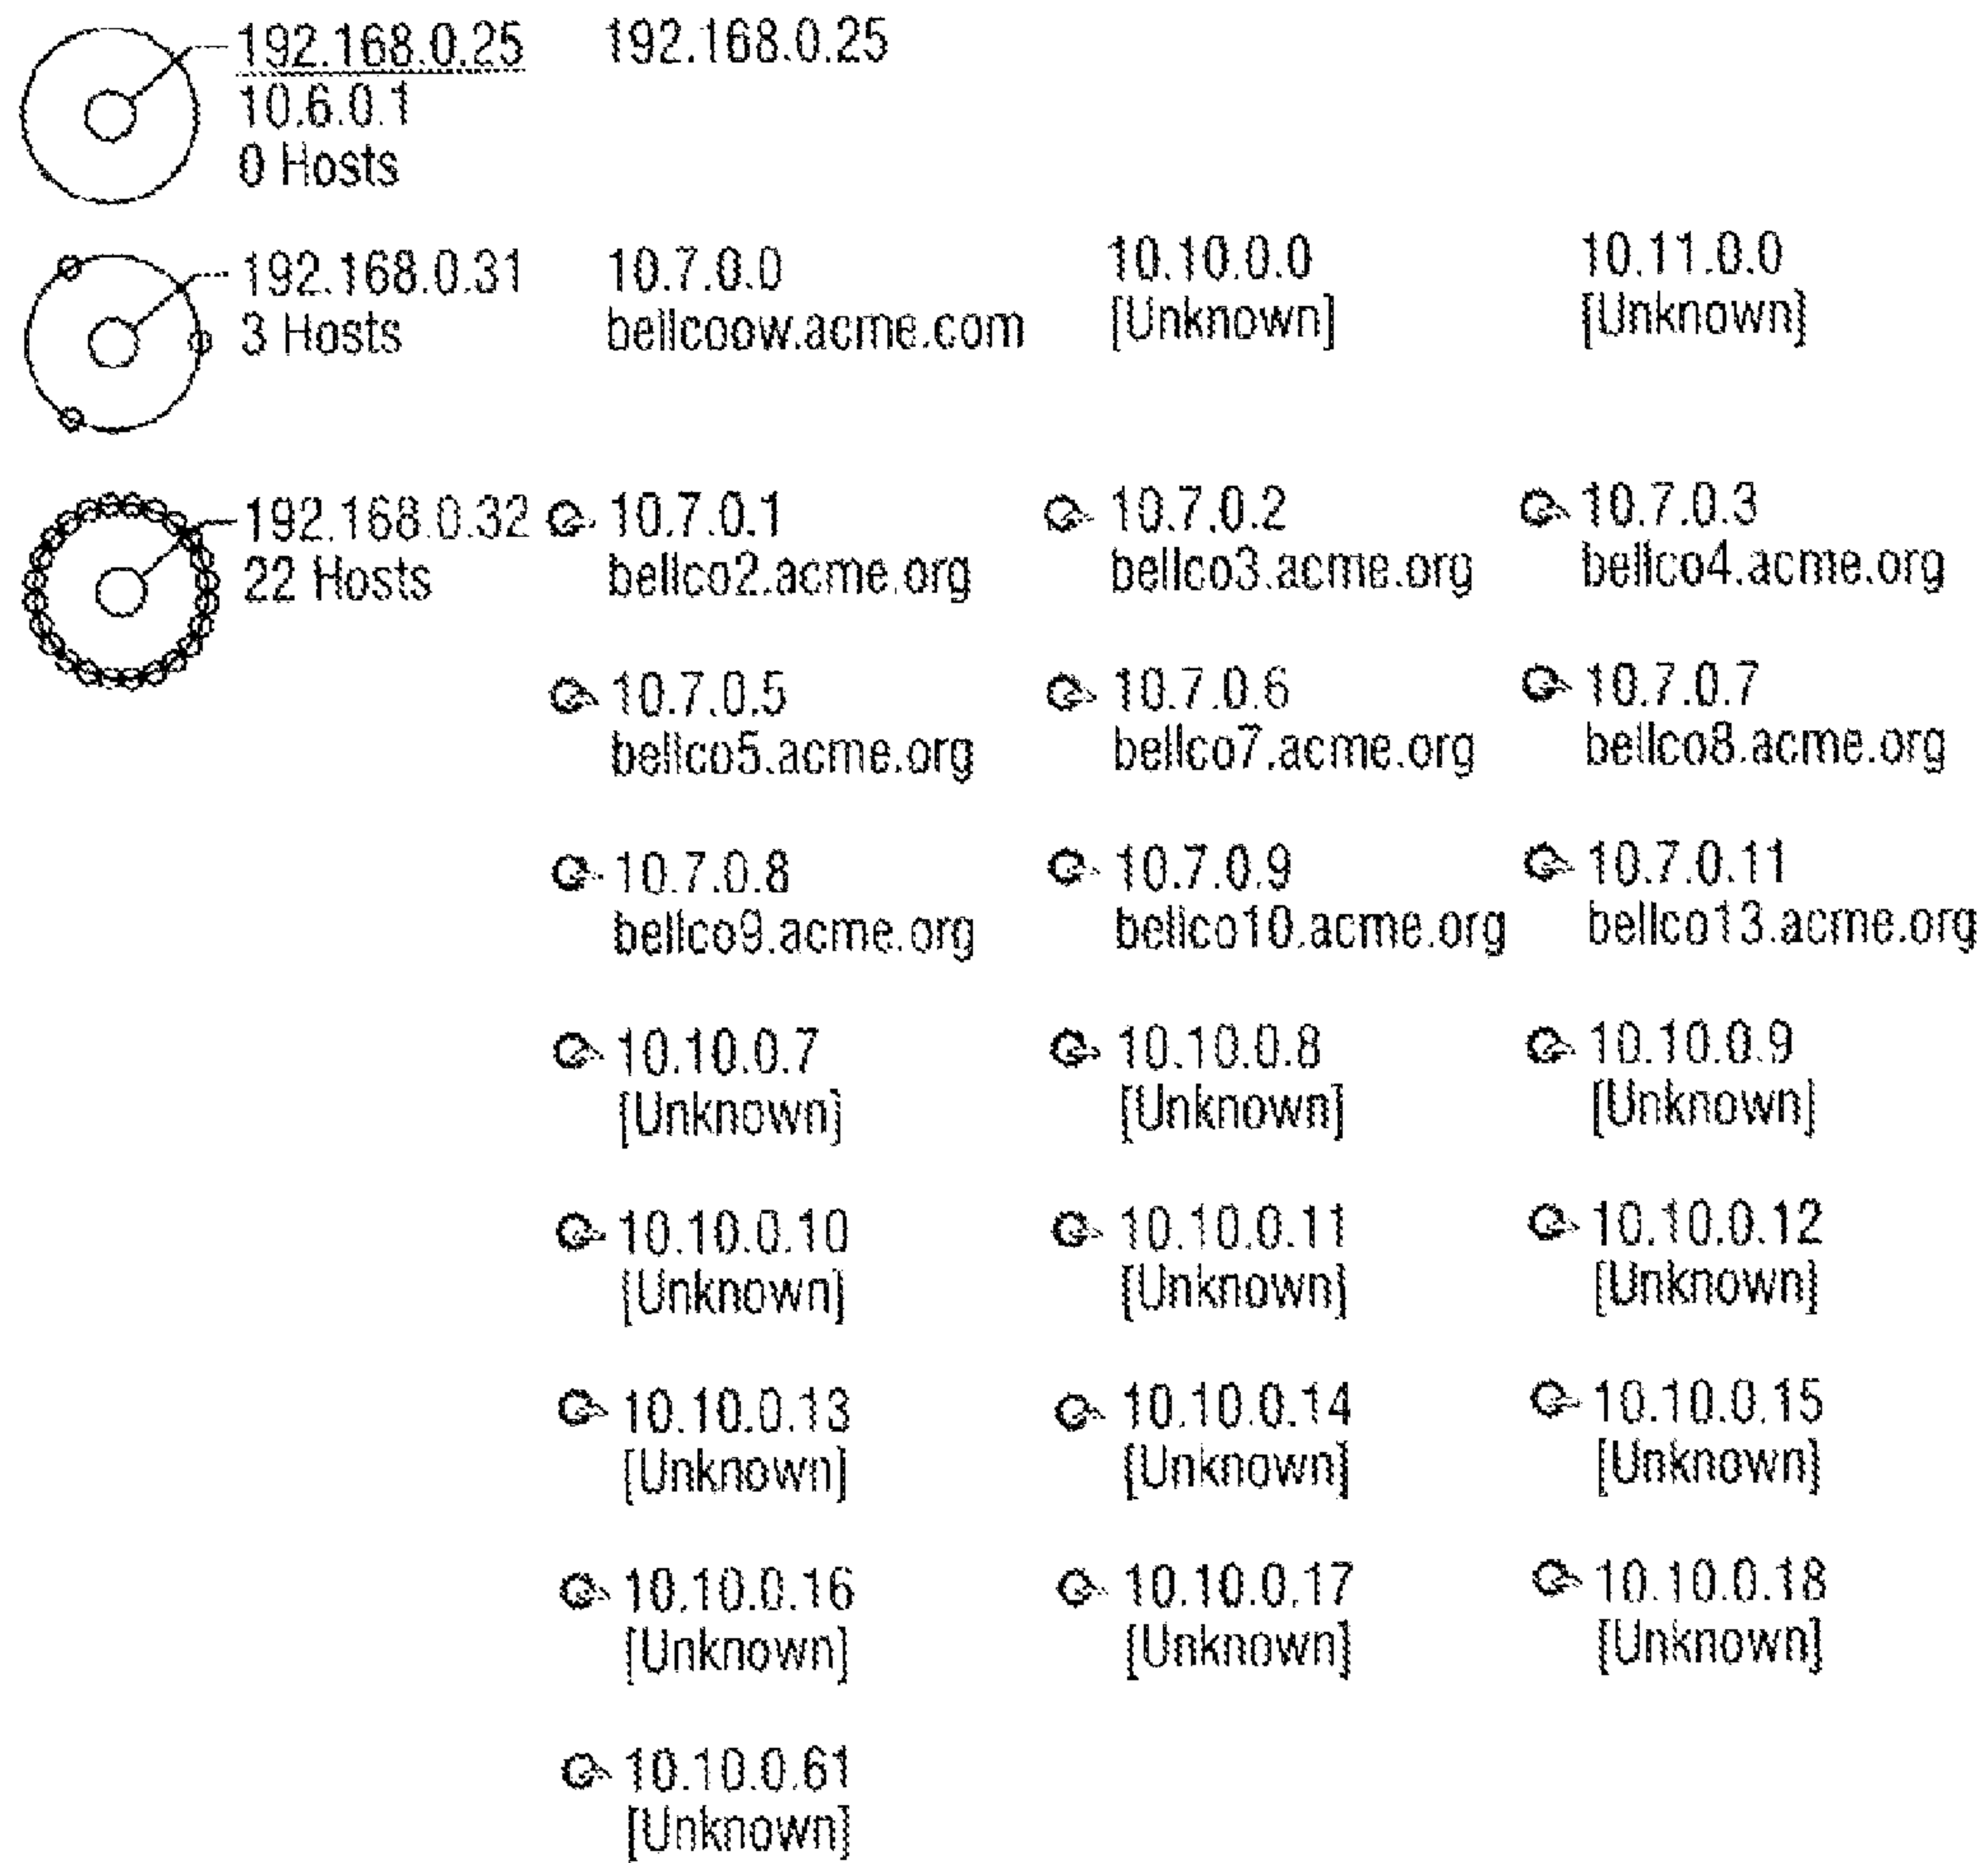 192.168.0.25 192.168.0.25
10.6.0.1
0 Hosts
192.168.0.31 10.7.0.0 10.10.0.0 10.11.0.0
3 Hosts bellcoow.acme.com [Unknown] [Unknown]
192.168.0.32 10.7.0.1 10.7.0.2 10.7.0.3
22 Hosts bellco2.acme.org bellco3.acme.org bellco4.acme.org
10.7.0.5 10.7.0.6 10.7.0.7
bellco5.acme.org bellco7.acme.org bellco8.acme.org
10.7.0.8 10.7.0.9 10.7.0.11
bellco9.acme.org bellco10.acme.org bellco13.acme.org
10.10.0.7 10.10.0.8 10.10.0.9
[Unknown] [Unknown] [Unknown]
10.10.0.10 10.10.0.11 10.10.0.12
[Unknown] [Unknown] [Unknown]
10.10.0.13 10.10.0.14 10.10.0.15
[Unknown] [Unknown] [Unknown]
10.10.0.16 10.10.0.17 10.10.0.18
[Unknown] [Unknown] [Unknown]
10.10.0.61
[Unknown]